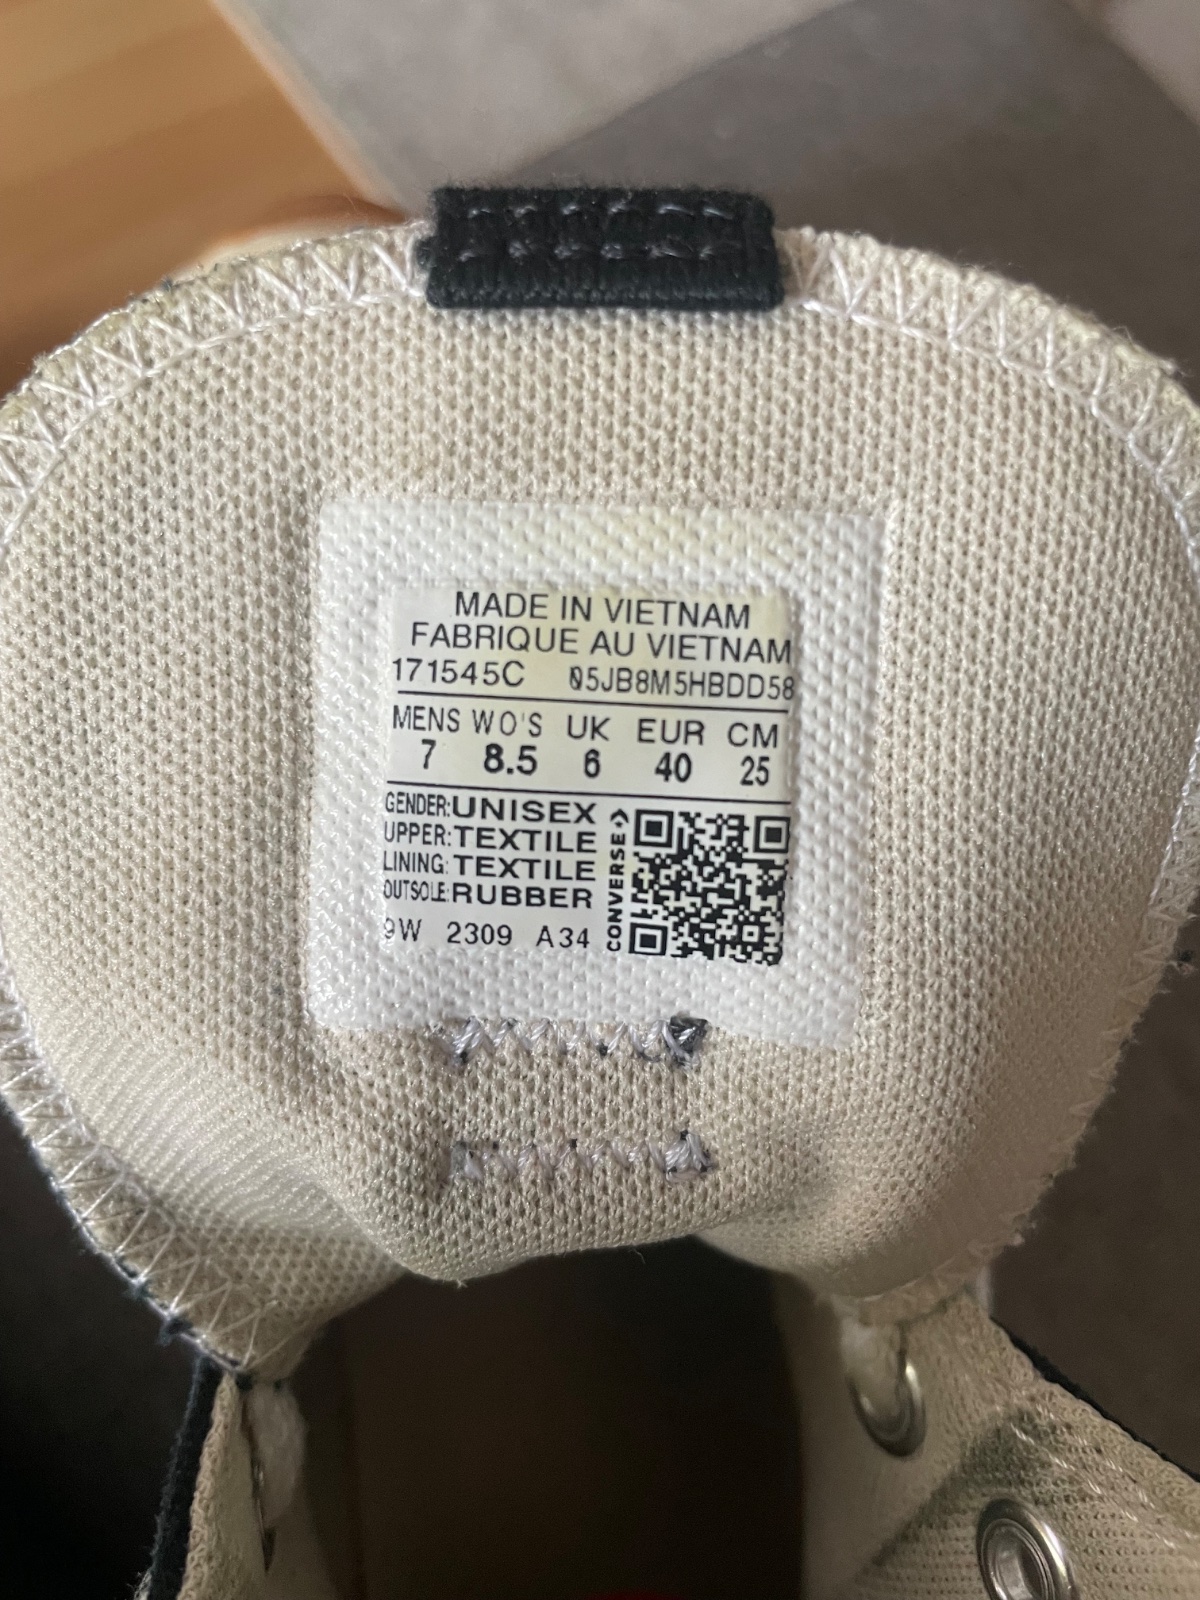 MADE IN VIETNAM
FABRIQUE AU VIETNAM
171545C 05JB8M5HBDD58
MENS WO'S UK EUR CM
7 8.5 6 40 25
GENDER:UNISEX
UPPER:TEXTILE
LINING:TEXTILE
OUTSOLE:RUBBER
9W 2309 A34
CONVERSE